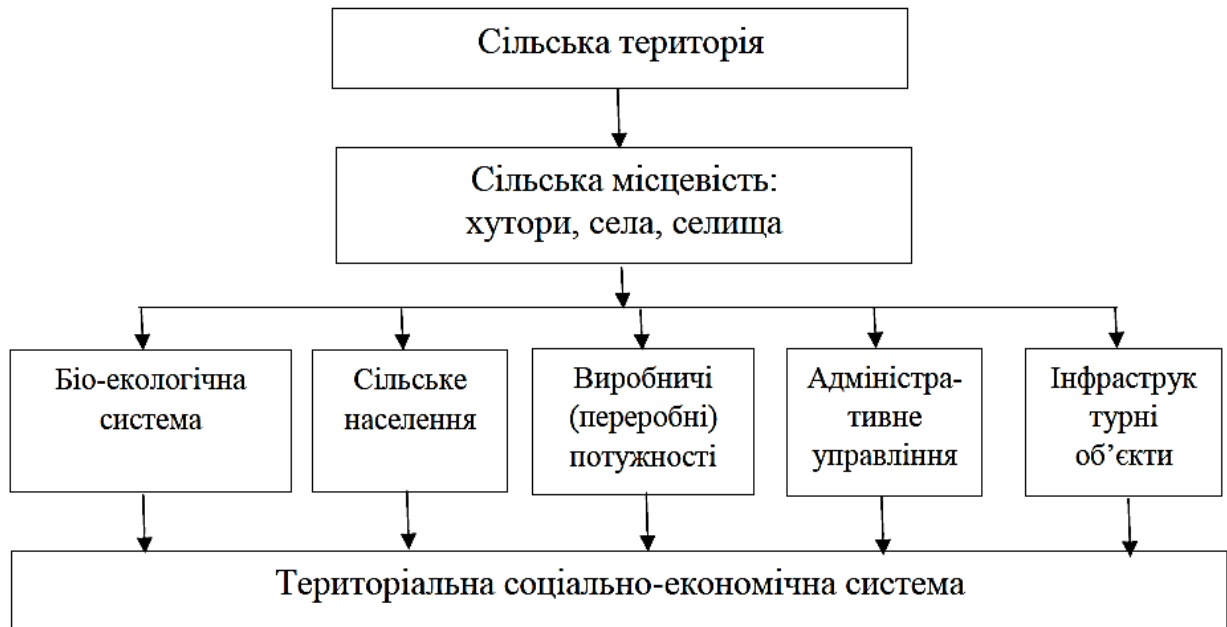 Сільська територія
Сільська місцевість:
хутори, села, селища
Біо-екологічна
система
Сільське
населення
Виробничі
(переробні)
потужності
Адміністра-
тивне
управління
Інфраструк
турні
об’єкти
Територіальна соціально-економічна система